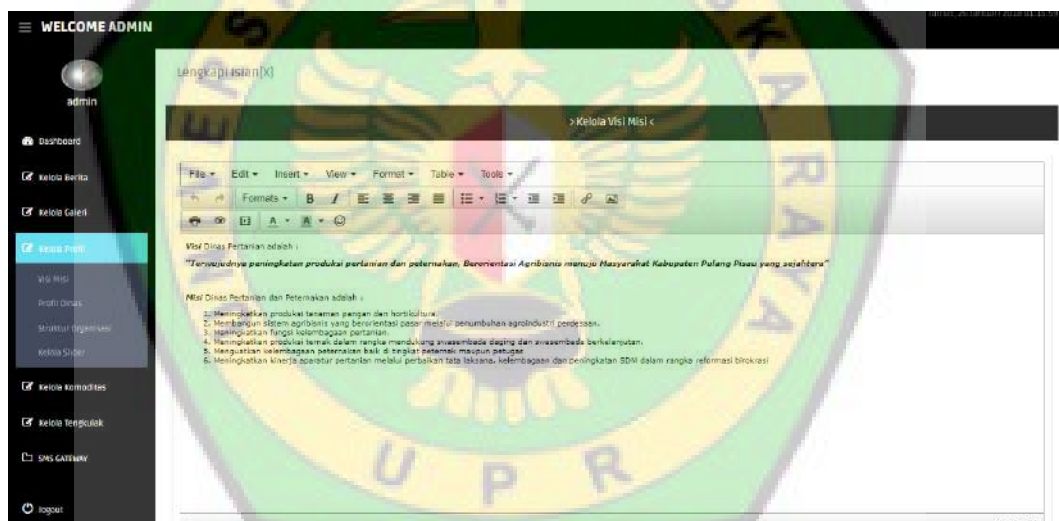 WELCOME ADMIN
admin
Dashboard
Kelola Berita
Kelola Galeri
Kelola Profil
Visi Misi
Profil Dinas
Struktur Organisasi
Kelola Slider
Kelola Komoditas
Kelola Tengkulak
SMS GATEWAY
logout
Lengkapi Isian[X]
>Kelola Visi Misi<
File Edit Insert View Format Table Tools
Formats B I
A A
Visi Dinas Pertanian adalah :
"Terwujudnya peningkatan produksi pertanian dan peternakan, Berorientasi Agribisnis menuju Masyarakat Kabupaten Pulang Pisau yang sejahtera"
Misi Dinas Pertanian dan Peternakan adalah :
1. Meningkatkan produksi tanaman pangan dan hortikultura.
2. Membangun sistem agribisnis yang berorientasi pasar melalui penumbuhan agroindustri perdesaan.
3. Meningkatkan fungsi kelembagaan pertanian.
4. Meningkatkan produksi ternak dalam rangka mendukung swasembada daging dan swasembada berkelanjutan.
5. Menguatkan kelembagaan peternakan baik di tingkat peternak maupun petugas
6. Meningkatkan kinerja aparatur pertanian melalui perbaikan tata laksana, kelembagaan dan peningkatan SDM dalam rangka reformasi birokrasi
UPR